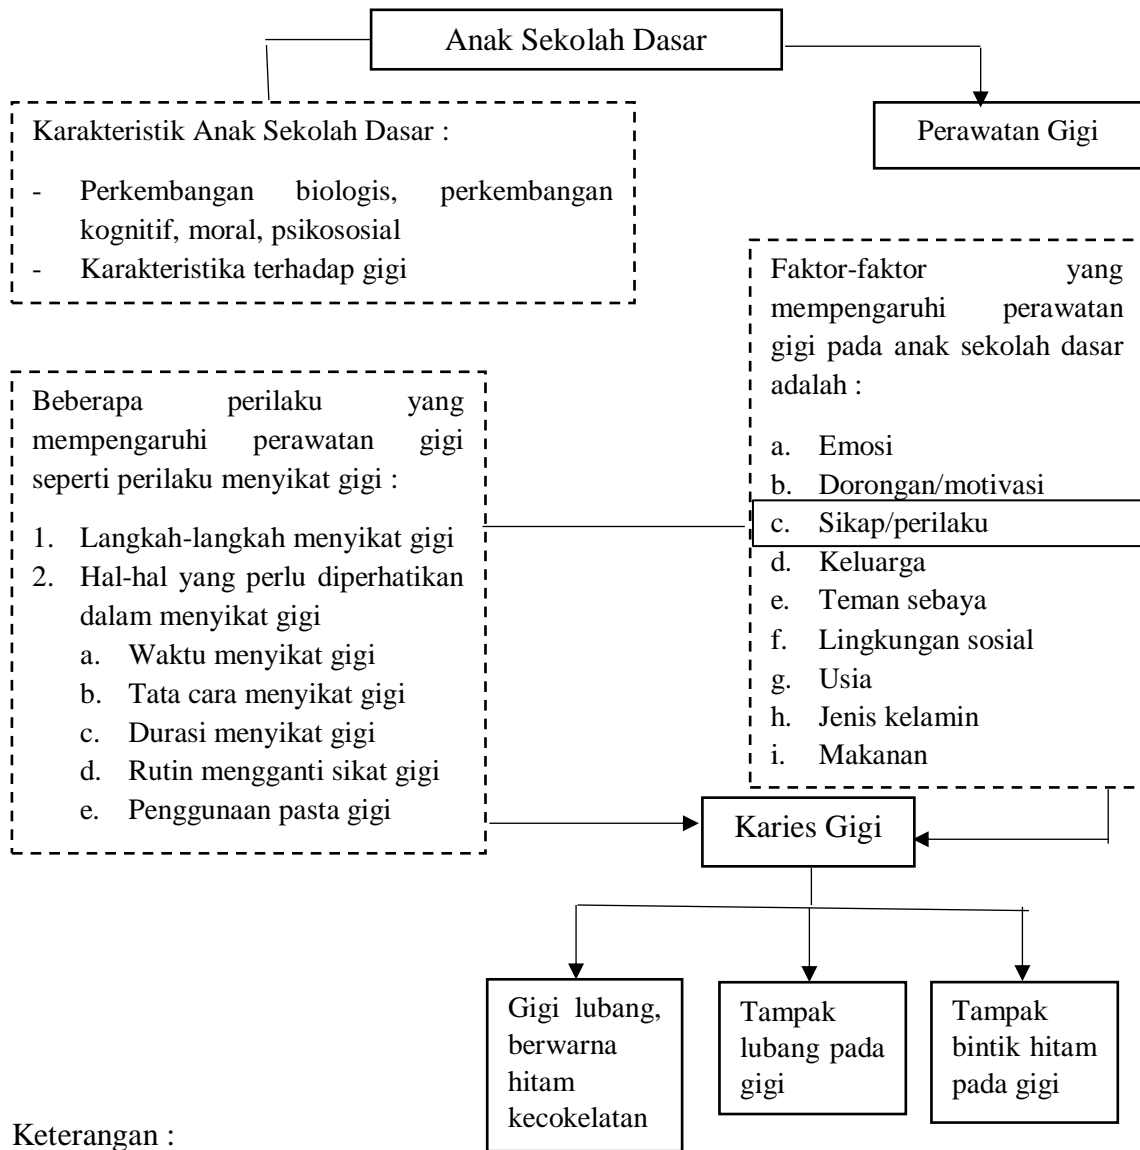 Anak Sekolah Dasar
Karakteristik Anak Sekolah Dasar :
- Perkembangan biologis, perkembangan
kognitif, moral, psikososial
- Karakteristika terhadap gigi
Perawatan Gigi
Faktor-faktor yang
mempengaruhi perawatan
gigi pada anak sekolah dasar
adalah :
a. Emosi
b. Dorongan/motivasi
c. Sikap/perilaku
d. Keluarga
e. Teman sebaya
f. Lingkungan sosial
g. Usia
h. Jenis kelamin
i. Makanan
Beberapa perilaku yang
mempengaruhi perawatan gigi
seperti perilaku menyikat gigi :
1. Langkah-langkah menyikat gigi
2. Hal-hal yang perlu diperhatikan
dalam menyikat gigi
a. Waktu menyikat gigi
b. Tata cara menyikat gigi
c. Durasi menyikat gigi
d. Rutin mengganti sikat gigi
e. Penggunaan pasta gigi
Karies Gigi
Gigi lubang,
berwarna
hitam
kecokelatan
Tampak
lubang pada
gigi
Tampak
bintik hitam
pada gigi
Keterangan :